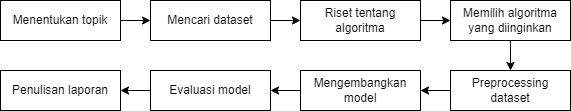 Menentukan topik
Mencari dataset
Riset tentang
algoritma
Memilih algoritma
yang diinginkan
Preprocessing
dataset
Mengembangkan
model
Evaluasi model
Penulisan laporan